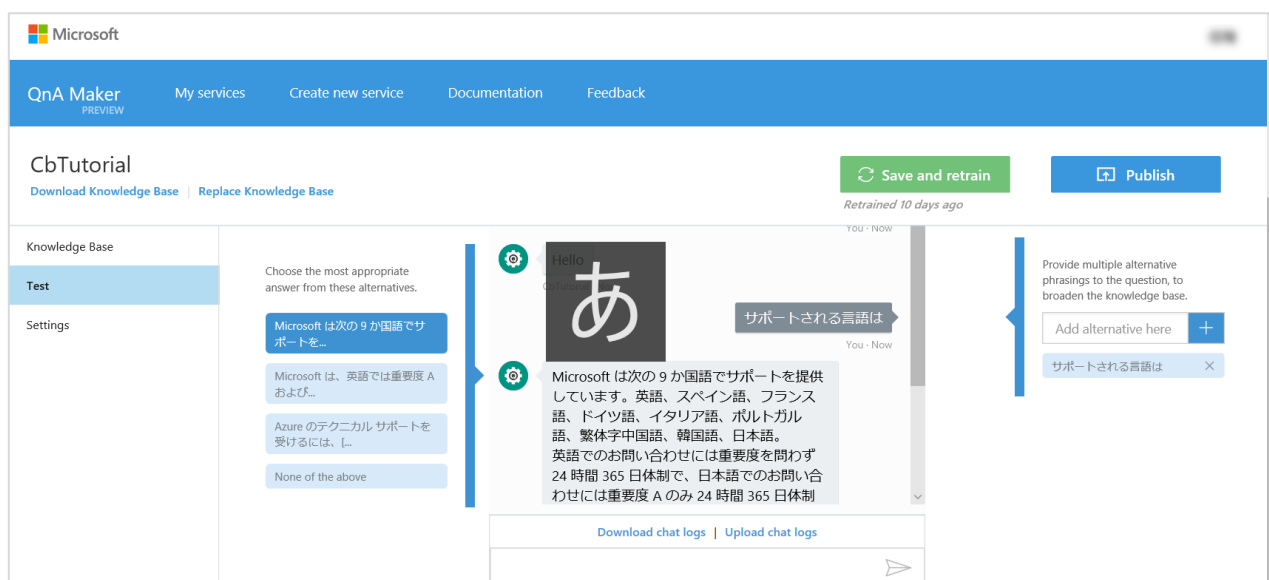 Microsoft
QnA Maker
PREVIEW
My services
Create new service
Documentation
Feedback
CbTutorial
Download Knowledge Base | Replace Knowledge Base
Save and retrain
Publish
Retrained 10 days ago
Knowledge Base
Test
Settings
Choose the most appropriate
answer from these alternatives.
Microsoft は次の 9 か国語でサ
ポートを...
Microsoft は、英語では重要度 A
および...
Azure のテクニカル サポートを
受けるには、[...
None of the above
You · Now
Hello
あ
サポートされる言語は
You · Now
Microsoft は次の 9 か国語でサポートを提供
しています。英語、スペイン語、フランス
語、ドイツ語、イタリア語、ポルトガル
語、繁体字中国語、韓国語、日本語。
英語でのお問い合わせには重要度を問わず
24 時間 365 日体制で、日本語でのお問い合
わせには重要度 A のみ 24 時間 365 日体制
Download chat logs | Upload chat logs
Provide multiple alternative
phrasings to the question, to
broaden the knowledge base.
Add alternative here
サポートされる言語は